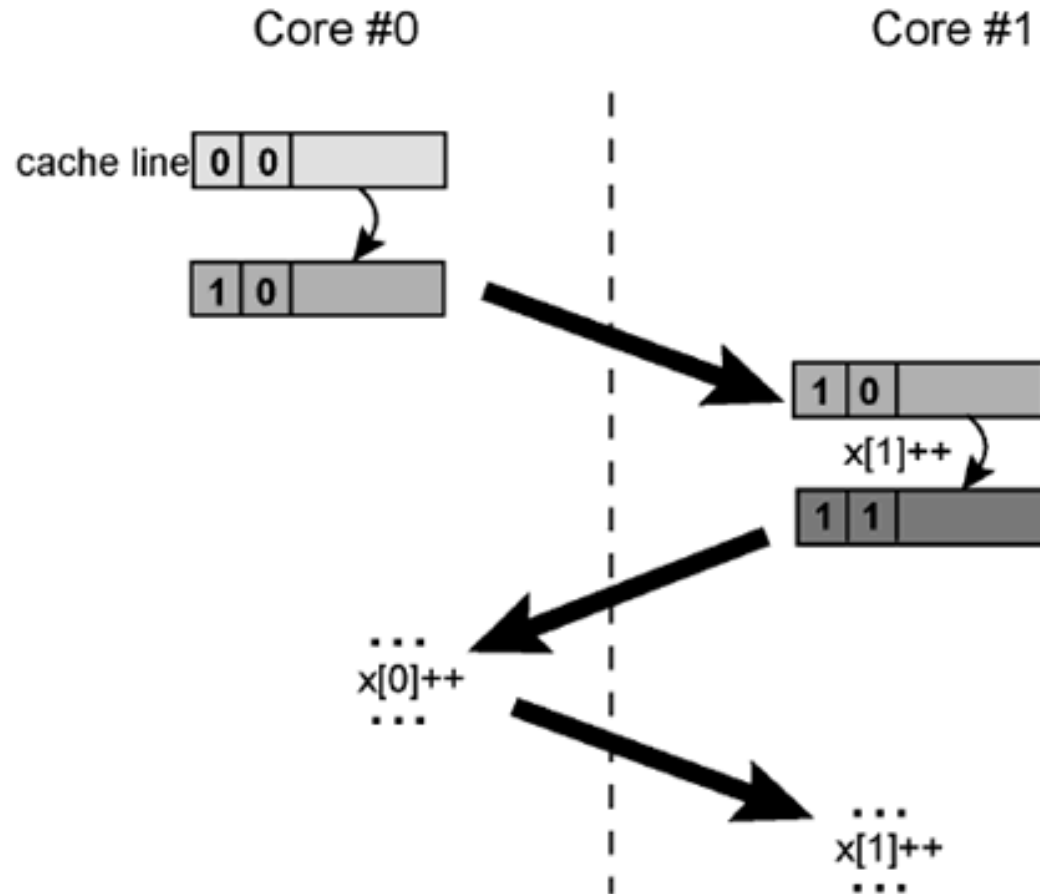 Core #0
Core #1
cache line 0 0
1 0
1 0
x[1]++
1 1
...
x[0]++
...
...
x[1]++
...